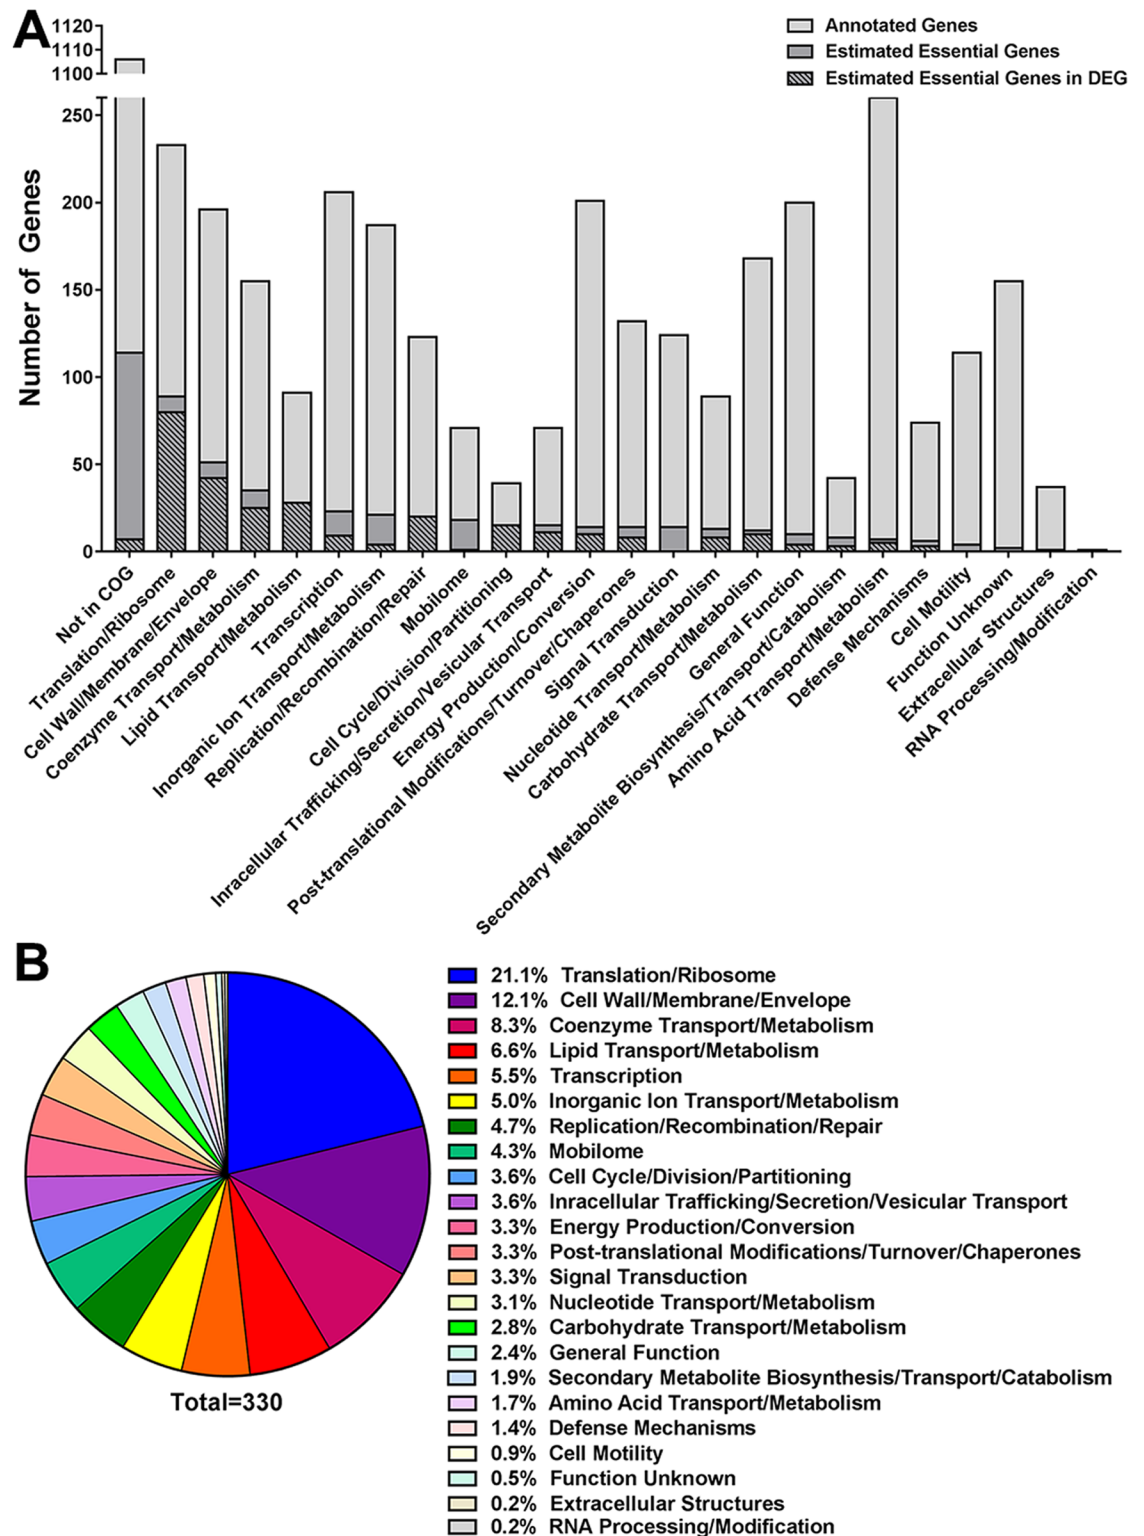 A
1120
1110
1100
250
200
150
100
50
0
Number of Genes
Annotated Genes
Estimated Essential Genes
Estimated Essential Genes in DEG
Not in COG
Translation/Ribosome
Cell Wall/Membrane/Envelope
Coenzyme Transport/Metabolism
Lipid Transport/Metabolism
Transcription
Inorganic Ion Transport/Metabolism
Replication/Recombination/Repair
Mobilome
Cell Cycle/Division/Partitioning
Inracellular Trafficking/Secretion/Vesicular Transport
Energy Production/Conversion
Post-translational Modifications/Turnover/Chaperones
Signal Transduction
Nucleotide Transport/Metabolism
Carbohydrate Transport/Metabolism
General Function
Secondary Metabolite Biosynthesis/Transport/Catabolism
Amino Acid Transport/Metabolism
Defense Mechanisms
Cell Motility
Function Unknown
Extracellular Structures
RNA Processing/Modification
B
Total=330
21.1% Translation/Ribosome
12.1% Cell Wall/Membrane/Envelope
8.3% Coenzyme Transport/Metabolism
6.6% Lipid Transport/Metabolism
5.5% Transcription
5.0% Inorganic Ion Transport/Metabolism
4.7% Replication/Recombination/Repair
4.3% Mobilome
3.6% Cell Cycle/Division/Partitioning
3.6% Inracellular Trafficking/Secretion/Vesicular Transport
3.3% Energy Production/Conversion
3.3% Post-translational Modifications/Turnover/Chaperones
3.3% Signal Transduction
3.1% Nucleotide Transport/Metabolism
2.8% Carbohydrate Transport/Metabolism
2.4% General Function
1.9% Secondary Metabolite Biosynthesis/Transport/Catabolism
1.7% Amino Acid Transport/Metabolism
1.4% Defense Mechanisms
0.9% Cell Motility
0.5% Function Unknown
0.2% Extracellular Structures
0.2% RNA Processing/Modification